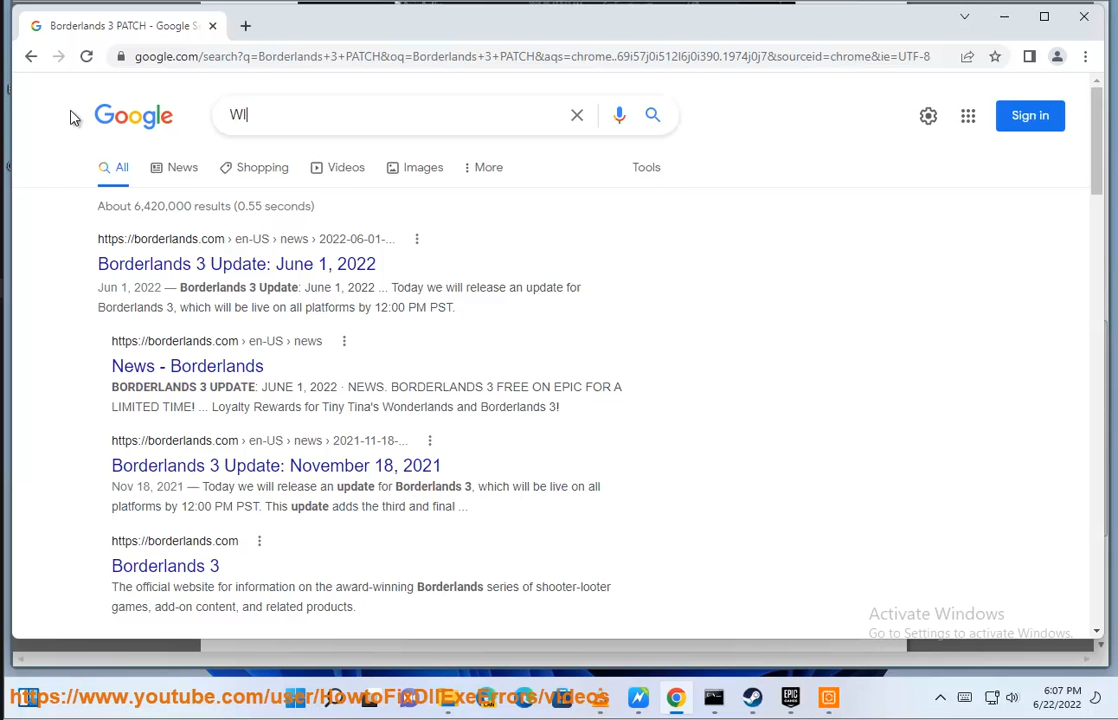 Borderlands 3 PATCH - Google S
google.com/search?q=Borderlands+3+PATCH&oq=Borderlands+3+PATCH&aqs=chrome..69i57j0i512l6j0i390.1974j0j7&sourceid=chrome&ie=UTF-8
Google
WI
Sign in
All
News
Shopping
Videos
Images
More
Tools
About 6,420,000 results (0.55 seconds)
https://borderlands.com › en-US › news › 2022-06-01-...
Borderlands 3 Update: June 1, 2022
Jun 1, 2022 — Borderlands 3 Update: June 1, 2022 ... Today we will release an update for
Borderlands 3, which will be live on all platforms by 12:00 PM PST.
https://borderlands.com › en-US › news
News - Borderlands
BORDERLANDS 3 UPDATE: JUNE 1, 2022 · NEWS. BORDERLANDS 3 FREE ON EPIC FOR A
LIMITED TIME! ... Loyalty Rewards for Tiny Tina's Wonderlands and Borderlands 3!
https://borderlands.com › en-US › news › 2021-11-18-...
Borderlands 3 Update: November 18, 2021
Nov 18, 2021 — Today we will release an update for Borderlands 3, which will be live on all
platforms by 12:00 PM PST. This update adds the third and final ...
https://borderlands.com
Borderlands 3
The official website for information on the award-winning Borderlands series of shooter-looter
games, add-on content, and related products.
Activate Windows
Go to Settings to activate Windows.
https://www.youtube.com/user/HowtoFixDllExeErrors/videos
EPIC
GAMES
6:07 PM
6/22/2022